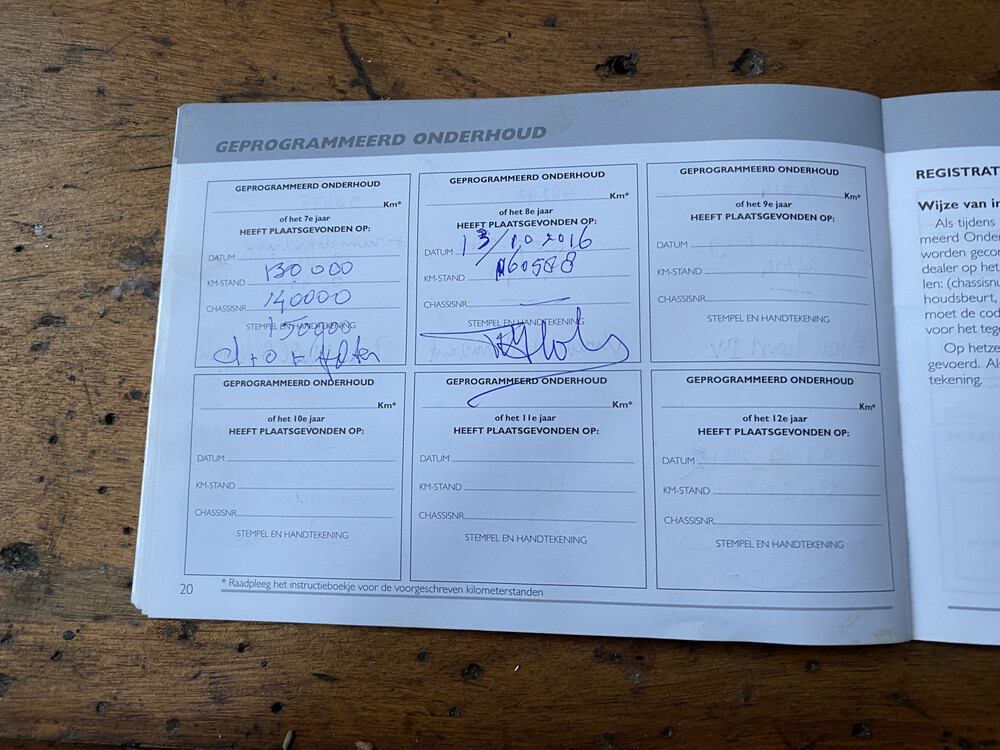 GEPROGRAMMEERD ONDERHOUD
GEPROGRAMMEERD ONDERHOUD
Km*
of het 7e jaar
HEEFT PLAATSGEVONDEN OP:
DATUM
130 000
KM-STAND
140000
CHASSISNR.
150900
STEMPEL EN HANDTEKENING
GEPROGRAMMEERD ONDERHOUD
Km*
of het 8e jaar
HEEFT PLAATSGEVONDEN OP:
DATUM 13/10 2016
KM-STAND 160588
CHASSISNR.
STEMPEL EN HANDTEKENING
GEPROGRAMMEERD ONDERHOUD
Km*
of het 9e jaar
HEEFT PLAATSGEVONDEN OP:
DATUM
KM-STAND
CHASSISNR.
STEMPEL EN HANDTEKENING
GEPROGRAMMEERD ONDERHOUD
Km*
of het 10e jaar
HEEFT PLAATSGEVONDEN OP:
DATUM
KM-STAND
CHASSISNR.
STEMPEL EN HANDTEKENING
GEPROGRAMMEERD ONDERHOUD
Km*
of het 11e jaar
HEEFT PLAATSGEVONDEN OP:
DATUM
KM-STAND
CHASSISNR.
STEMPEL EN HANDTEKENING
GEPROGRAMMEERD ONDERHOUD
Km*
of het 12e jaar
HEEFT PLAATSGEVONDEN OP:
DATUM
KM-STAND
CHASSISNR.
STEMPEL EN HANDTEKENING
20
* Raadpleeg het instructieboekje voor de voorgeschreven kilometerstanden
REGISTRAT
Wijze van in
Als tijdens
meerd Onder
worden gecon
dealer op het
len: (chassisnu
houdsbeurt,
moet de cod
voor het tege
Op hetze
gevoerd. Als
tekening.